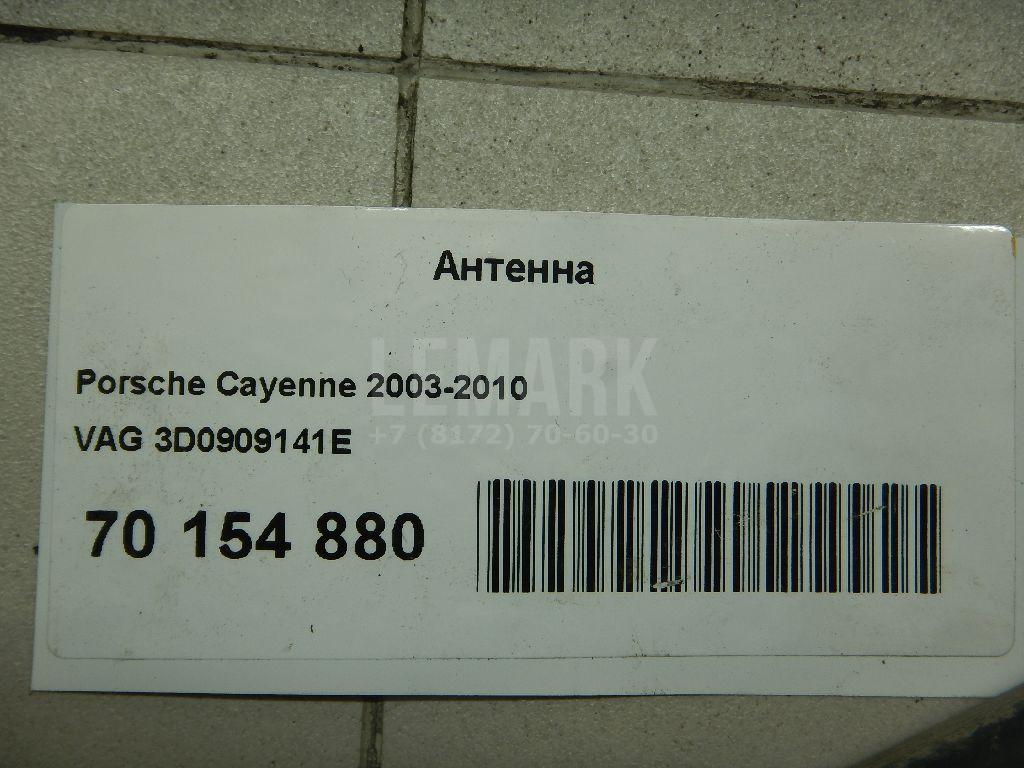 Антенна
LEMARK
Porsche Cayenne 2003-2010
+7 (8172) 70-60-30
VAG 3D0909141E
70 154 880